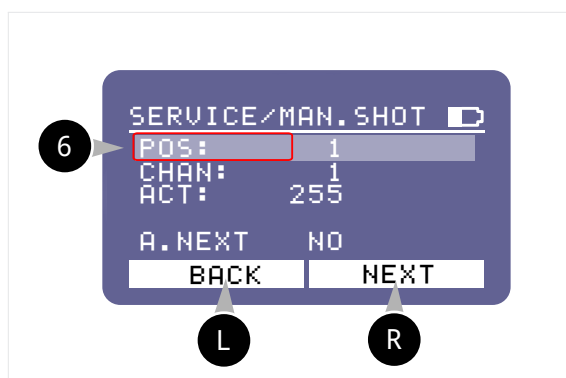 SERVICE/MAN.SHOT
6
POS: 1
CHAN: 1
ACT: 255
A.NEXT NO
BACK NEXT
L R